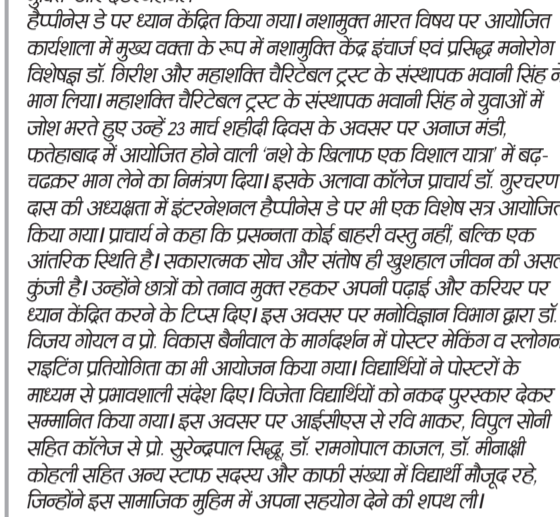 हैप्पीनेस डे पर ध्यान केंद्रित किया गया। नशामुक्त भारत विषय पर आयोजित
कार्यशाला में मुख्य वक्ता के रूप में नशामुक्ति केंद्र इंचार्ज एवं प्रसिद्ध मनोरोग
विशेषज्ञ डॉ. गिरीश और महाशक्ति चैरिटेबल ट्रस्ट के संस्थापक भवानी सिंह
भाग लिया। महाशक्ति चैरिटेबल ट्रस्ट के संस्थापक भवानी सिंह ने युवाओं में
जोश भरते हुए उन्हें 23 मार्च शहीदी दिवस के अवसर पर अनाज मंडी,
फतेहाबाद में आयोजित होने वाली 'नशे के खिलाफ एक विशाल यात्रा' में बढ़-
चढक़र भाग लेने का निमंत्रण दिया। इसके अलावा कॉलेज प्राचार्य डॉ. गुरचरण
दास की अध्यक्षता में इंटरनेशनल हैप्पीनेस डे पर भी एक विशेष सत्र आयोजित
किया गया। प्राचार्य ने कहा कि प्रसन्नता कोई बाहरी वस्तु नहीं, बल्कि एक
आंतरिक स्थिति है। सकारात्मक सोच और संतोष ही खुशहाल जीवन की
कुंजी है। उन्होंने छात्रों को तनाव मुक्त रहकर अपनी पढ़ाई और करियर पर
ध्यान केंद्रित करने के टिप्स दिए। इस अवसर पर मनोविज्ञान विभाग द्वारा डॉ.
विजय गोयल व प्रो. विकास बैनीवाल के मार्गदर्शन में पोस्टर मेकिंग व स्लोगन
राइटिंग प्रतियोगिता का भी आयोजन किया गया। विद्यार्थियों ने पोस्टरों के
माध्यम से प्रभावशाली संदेश दिए। विजेता विद्यार्थियों को नकद पुरस्कार देकर
सम्मानित किया गया। इस अवसर पर आईसीएस से रवि भाकर, विपुल सोनी
सहित कॉलेज से प्रो. सुरेन्द्रपाल सिद्धू, डॉ. रामगोपाल काजल, डॉ. मीनाक्षी
कोहली सहित अन्य स्टाफ सदस्य और काफी संख्या में विद्यार्थी मौजूद रहे,
जिन्होंने इस सामाजिक मुहिम में अपना सहयोग देने की शपथ ली।